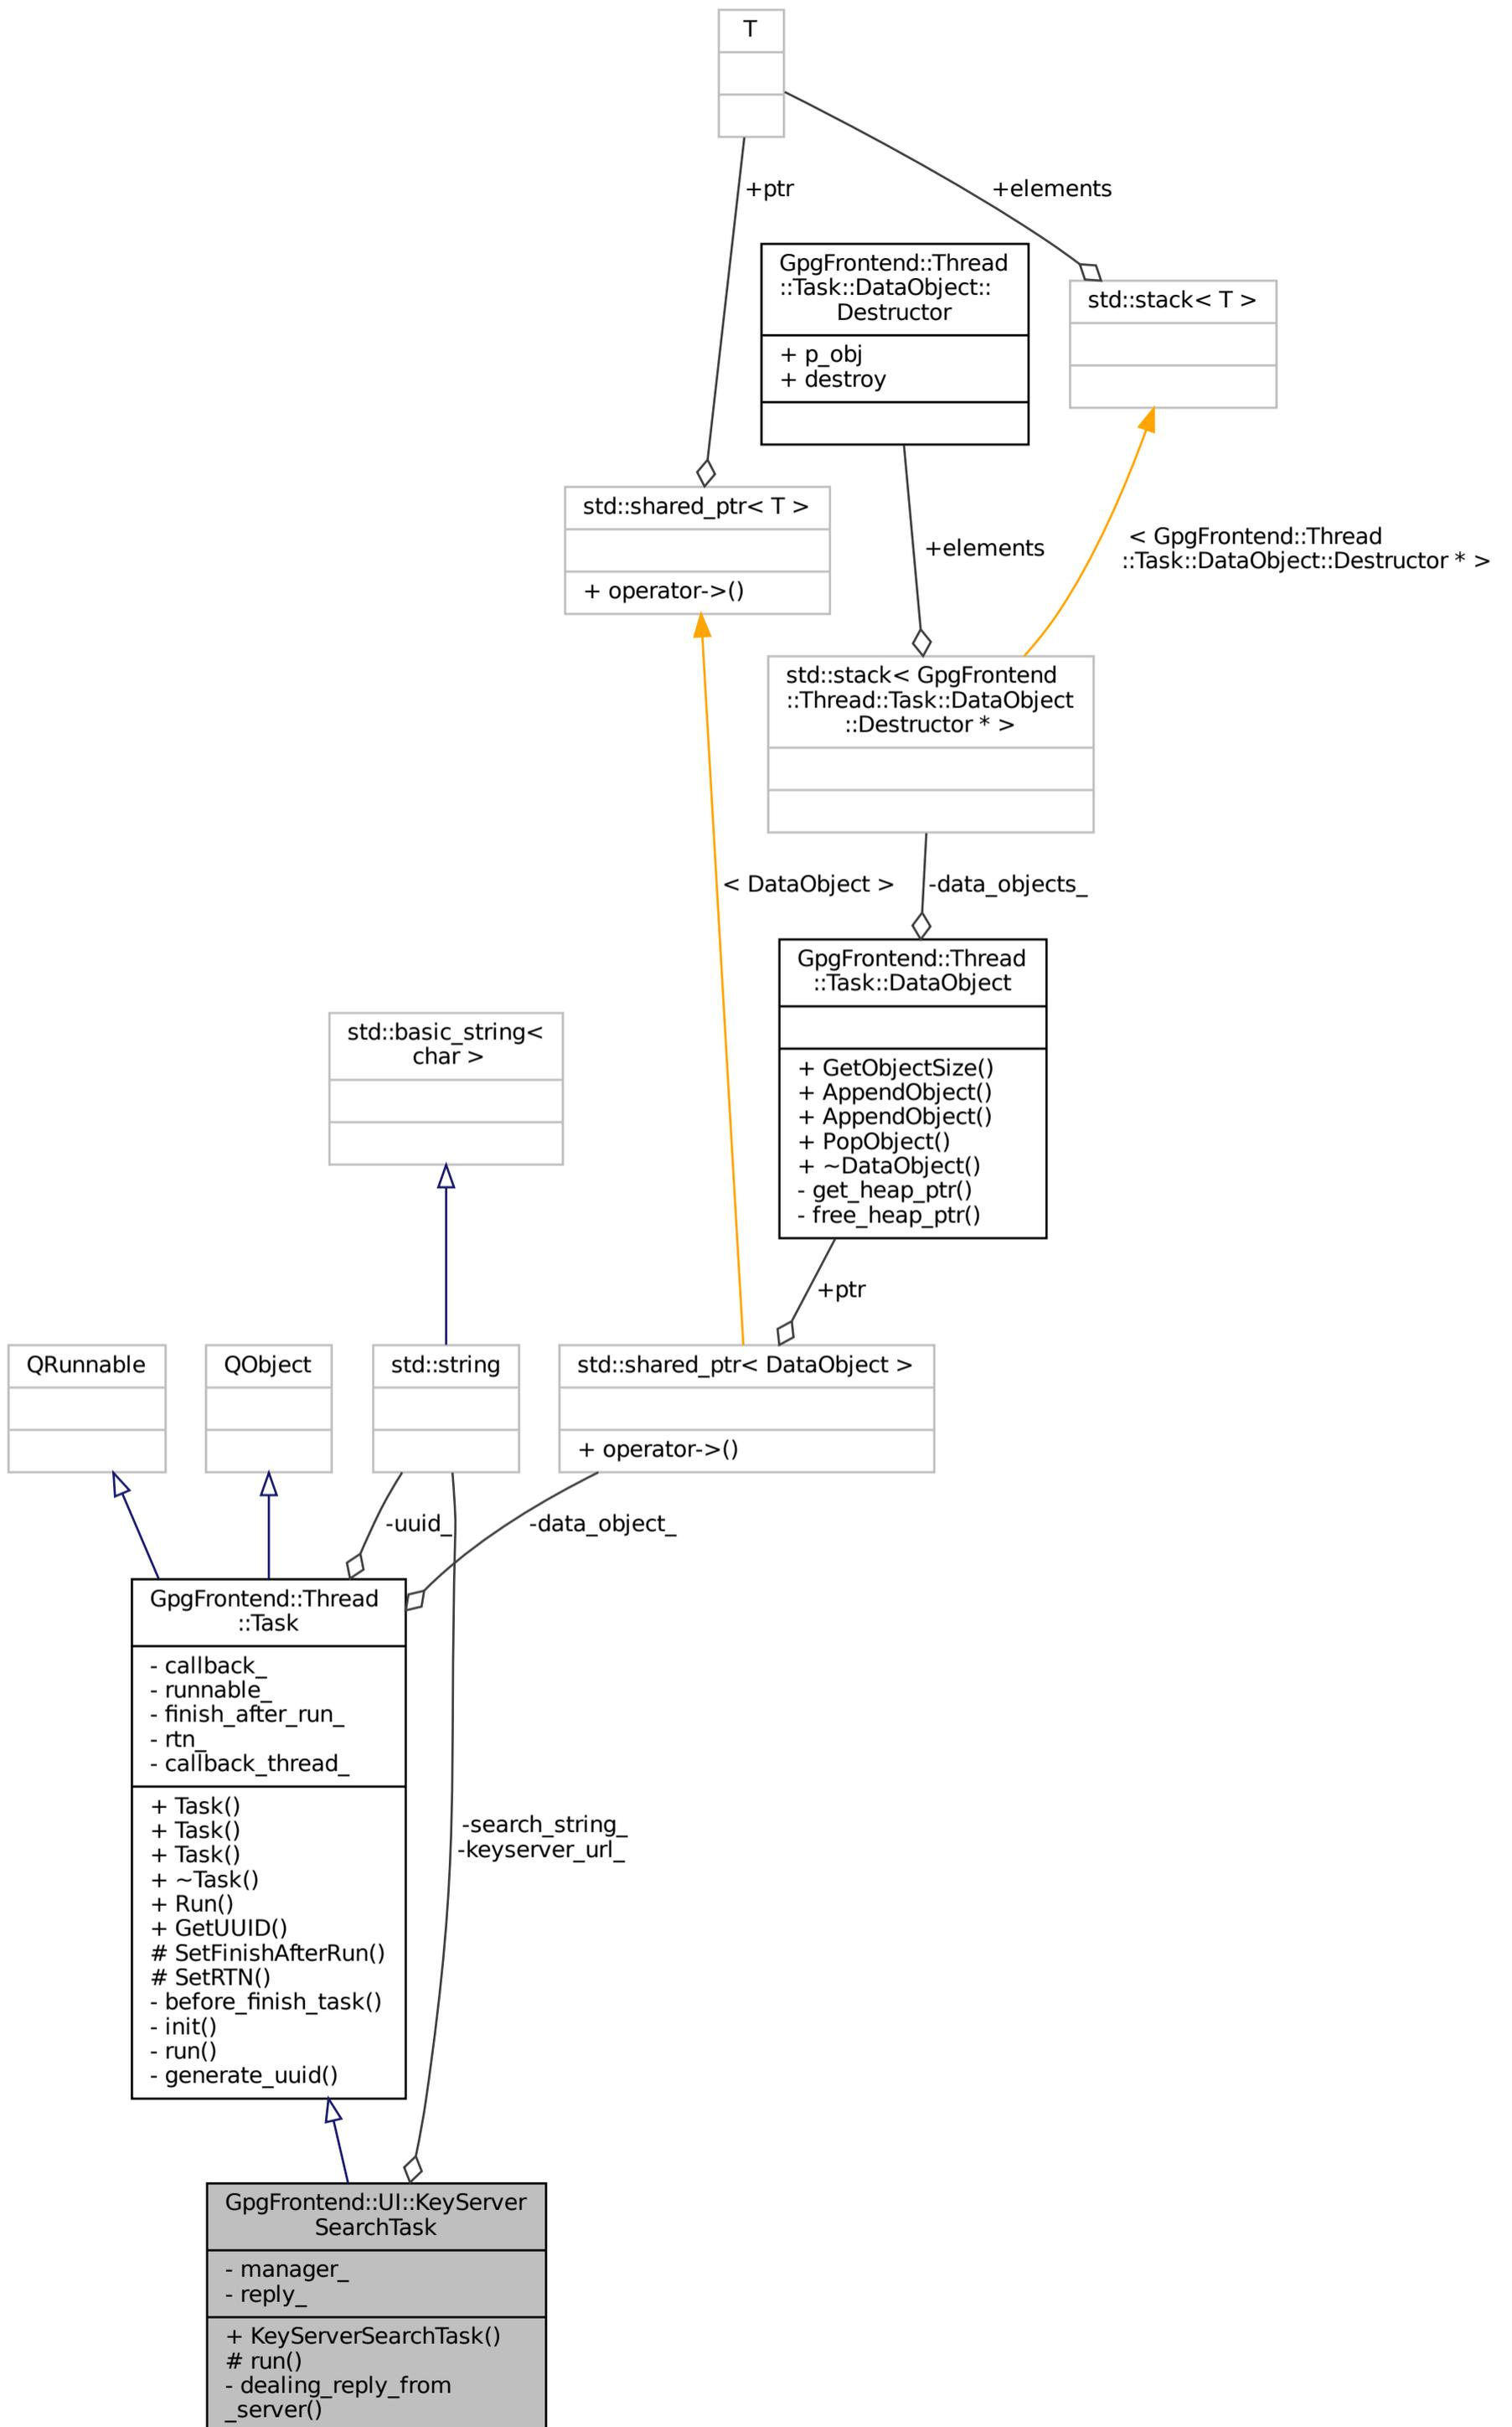 T
+ptr
+elements
GpgFrontend::Thread
::Task::DataObject::
Destructor
+ p_obj
+ destroy
std::stack< T >
std::shared_ptr< T >
+ operator->()
+elements
< GpgFrontend::Thread
::Task::DataObject::Destructor * >
std::stack< GpgFrontend
::Thread::Task::DataObject
::Destructor * >
< DataObject >
-data_objects_
GpgFrontend::Thread
::Task::DataObject
+ GetObjectSize()
+ AppendObject()
+ AppendObject()
+ PopObject()
+ ~DataObject()
- get_heap_ptr()
- free_heap_ptr()
std::basic_string<
char >
+ptr
QRunnable
QObject
std::string
std::shared_ptr< DataObject >
+ operator->()
-uuid_
-data_object_
GpgFrontend::Thread
::Task
- callback_
- runnable_
- finish_after_run_
- rtn_
- callback_thread_
+ Task()
+ Task()
+ Task()
+ ~Task()
+ Run()
+ GetUUID()
# SetFinishAfterRun()
# SetRTN()
- before_finish_task()
- init()
- run()
- generate_uuid()
-search_string_
-keyserver_url_
GpgFrontend::UI::KeyServer
SearchTask
- manager_
- reply_
+ KeyServerSearchTask()
# run()
- dealing_reply_from
_server()